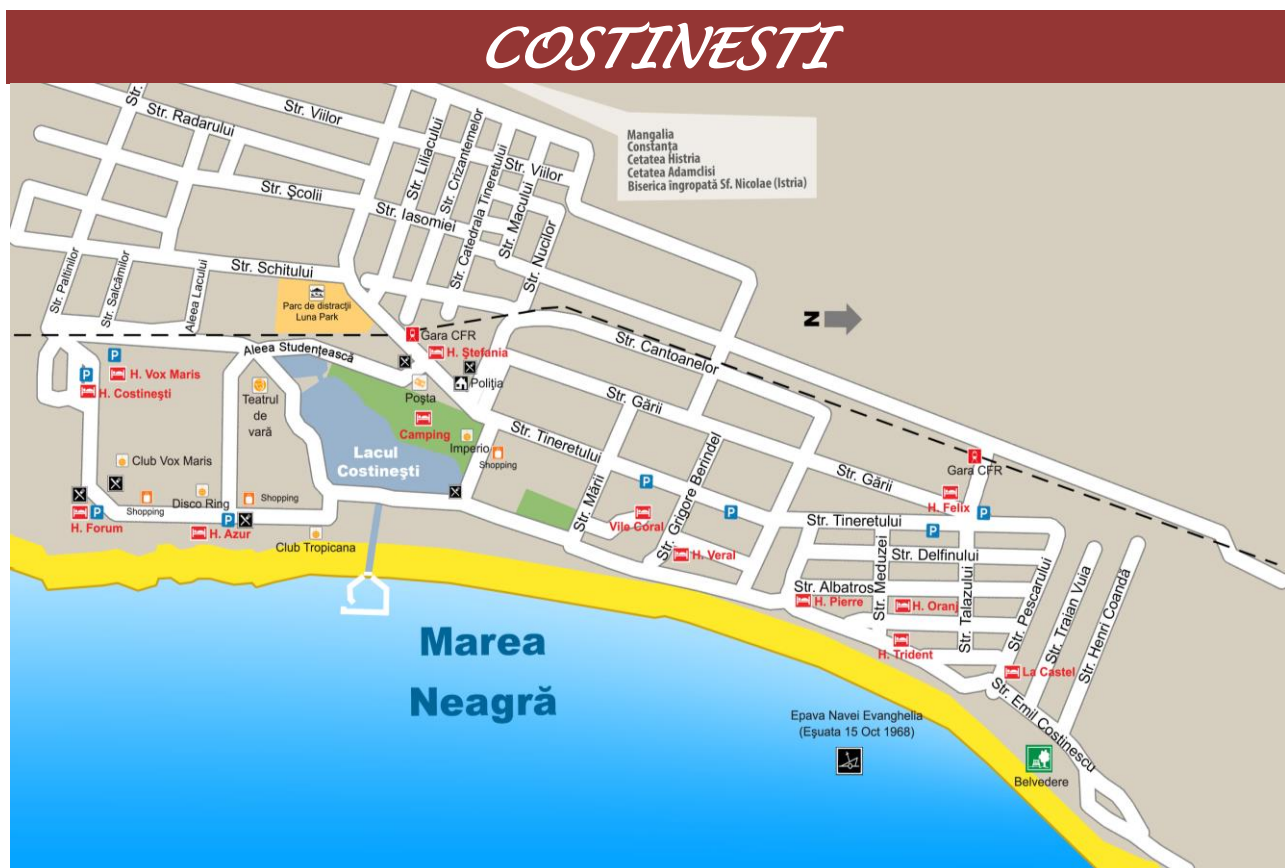 COSTINESTI
Str.
Str. Viilor
Str. Radarului
Str. Liliacului
Str. Crizantemelor
Str. Catedrala Tineretului
Str. Viilor
Str. Macului
Str. Nucilor
Mangalia
Constanța
Cetatea Histria
Cetatea Adamclisi
Biserica îngropată Sf. Nicolae (Istria)
Str. Școlii
Str. Iasomiei
Str. Schitului
Str. Paltinilor
Str. Salcâmilor
Aleea Lacului
Parc de distracții
Luna Park
N
Gara CFR
Aleea Studențească
H. Ștefania
Str. Cantoanelor
P
H. Vox Maris
P
H. Costinești
Teatrul
de
vară
Poșta
Poliția
Str. Gării
Camping
Imperio
Shopping
Str. Tineretului
Lacul
Costinești
Club Vox Maris
Str. Mării
Str. Grigore Berindei
Str. Gării
Gara CFR
P
Shopping
Disco Ring
Shopping
H. Forum
P
H. Azur
P
Club Tropicana
Vile Coral
P
H. Veral
H. Felix
P
Str. Tineretului
P
Str. Meduzei
Str. Delfinului
Str. Albatros
H. Pierre
H. Oranj
Str. Talazului
Str. Pescarului
Str. Traian Vuia
Str. Henri Coandă
H. Trident
La Castel
Str. Emil Costinescu
Marea
Neagră
Epava Navei Evanghelia
(Eșuata 15 Oct 1968)
Belvedere